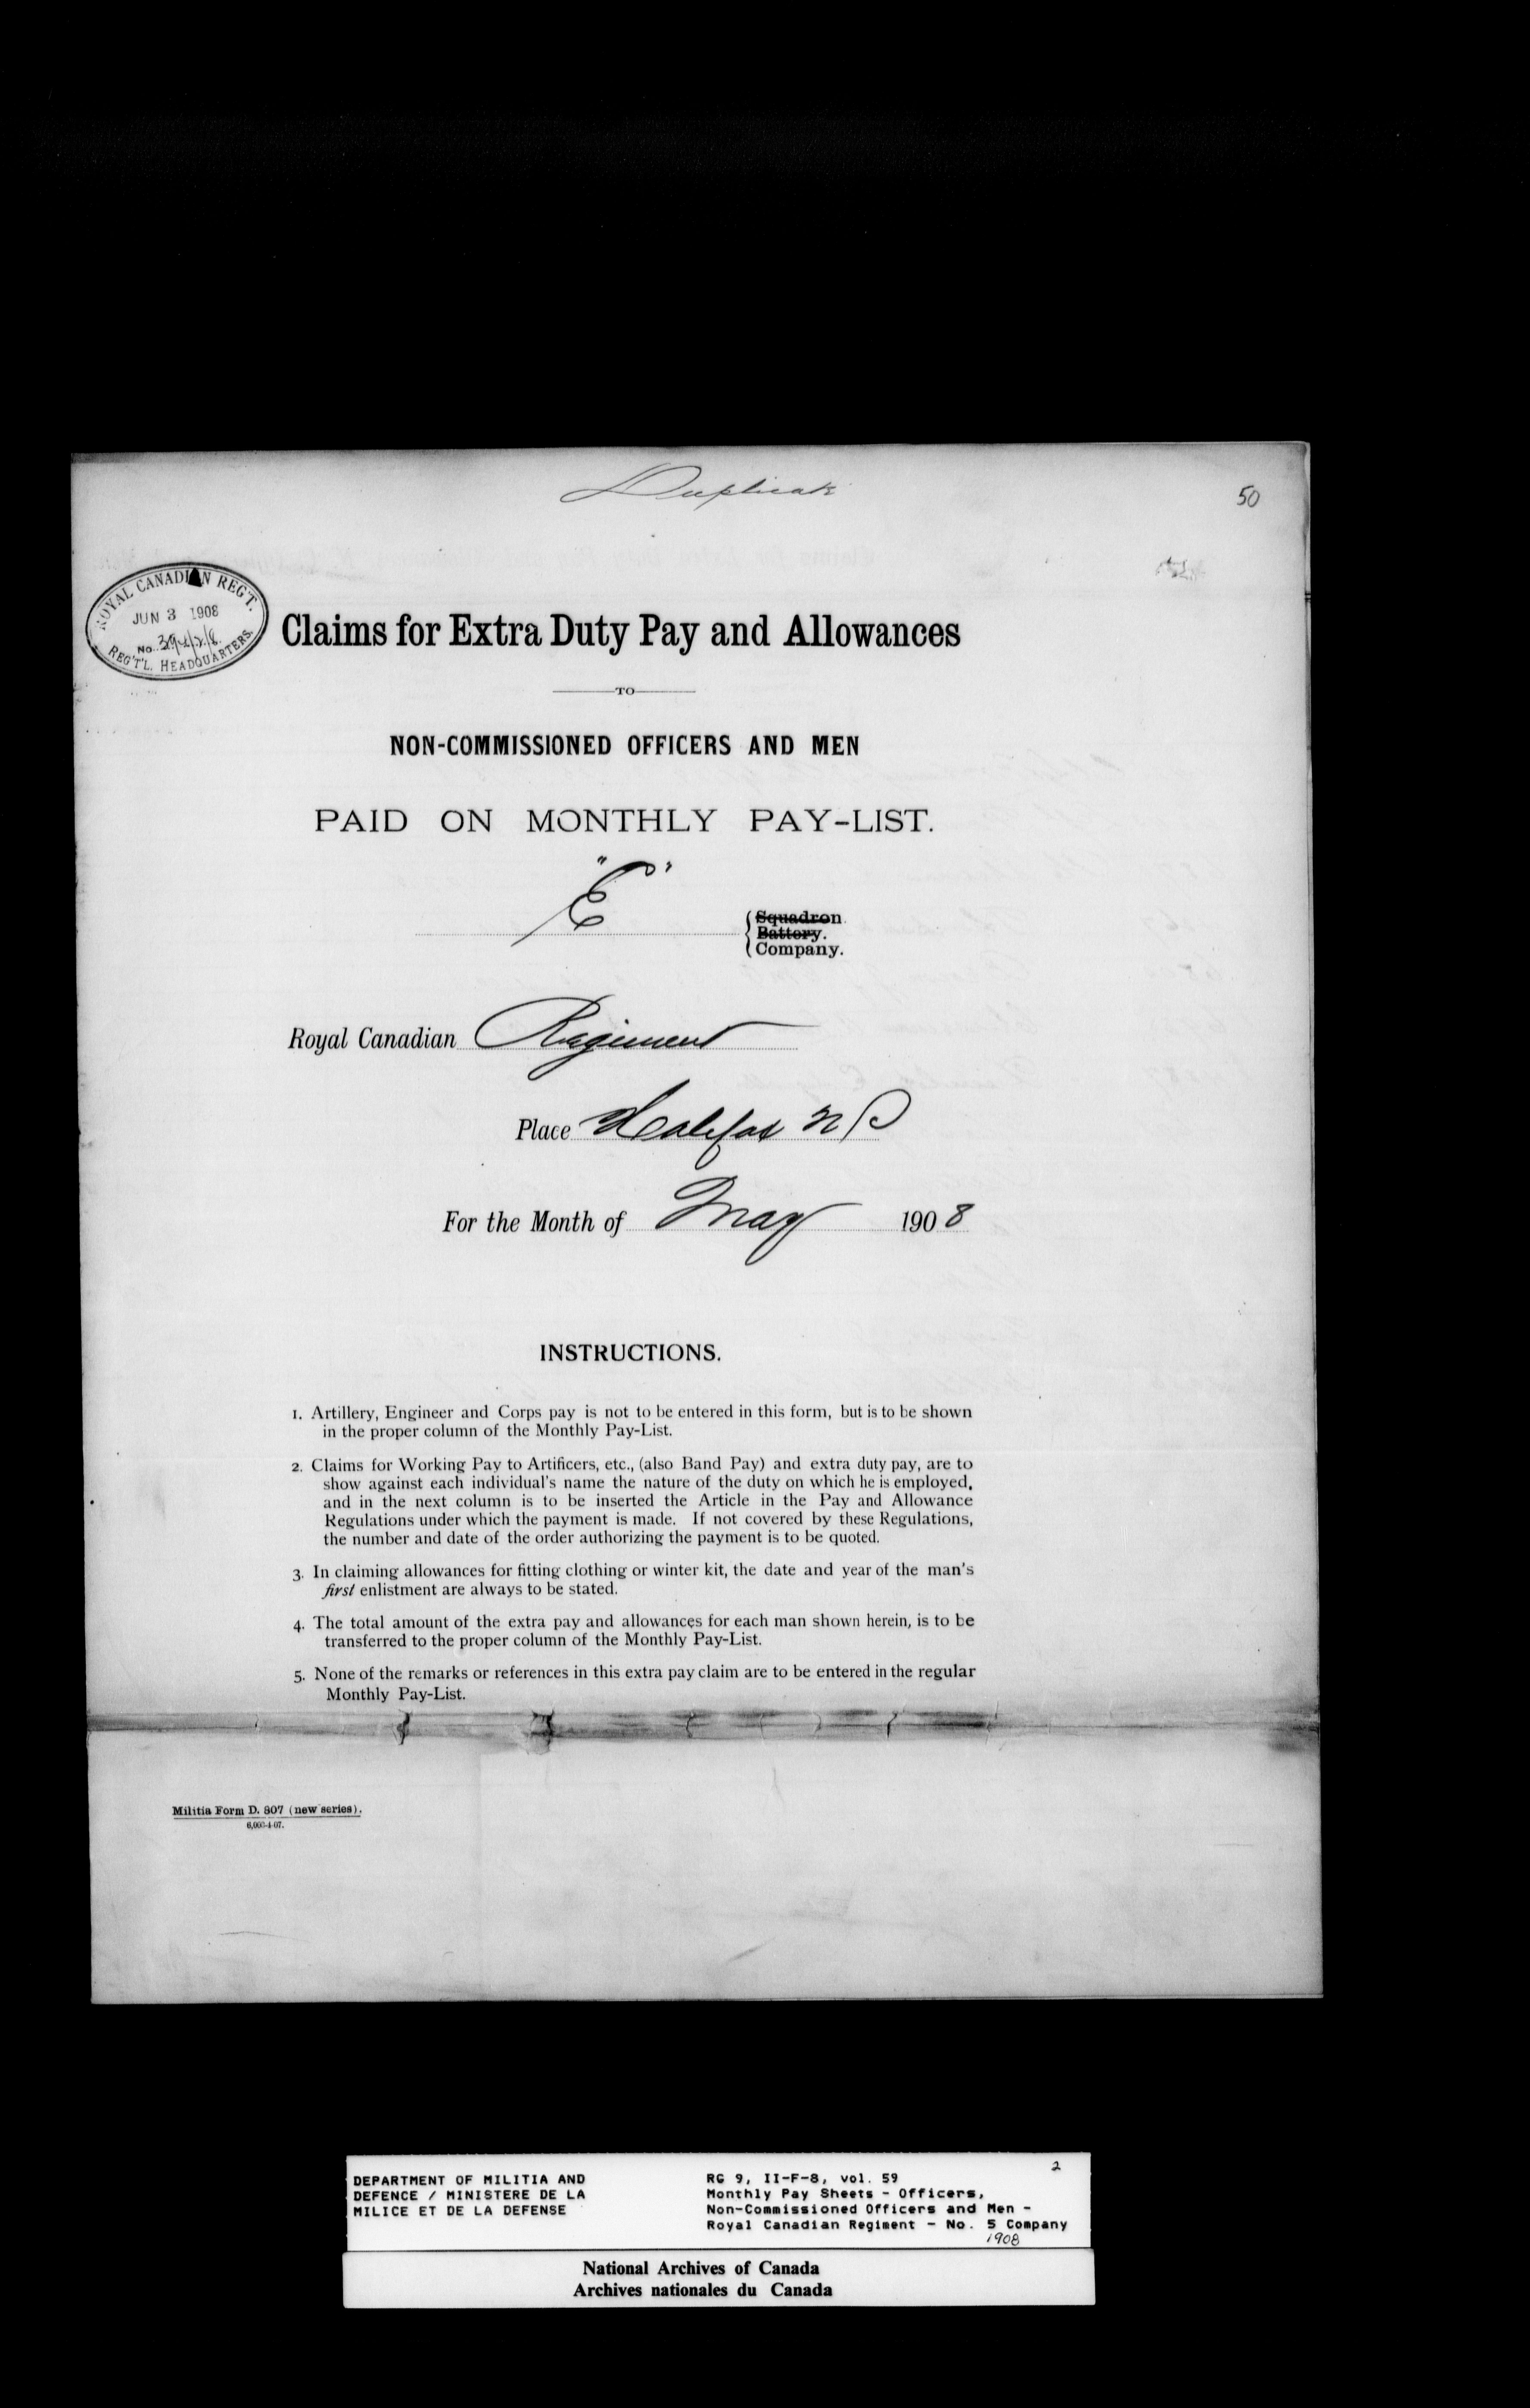 Duplicate
50
ROYAL CANADIAN REG'T.
JUN 3 1908
No.
REG'T'L. HEADQUARTERS.
Claims for Extra Duty Pay and Allowances
TO
NON-COMMISSIONED OFFICERS AND MEN
PAID ON MONTHLY PAY-LIST.
"E"
Squadron.
Battery.
Company.
Royal Canadian Regiment
Place Halifax N S
For the Month of May 1908
INSTRUCTIONS.
1. Artillery, Engineer and Corps pay is not to be entered in this form, but is to be shown
in the proper column of the Monthly Pay-List.
2. Claims for Working Pay to Artificers, etc., (also Band Pay) and extra duty pay, are to
show against each individual's name the nature of the duty on which he is employed,
and in the next column is to be inserted the Article in the Pay and Allowance
Regulations under which the payment is made. If not covered by these Regulations,
the number and date of the order authorizing the payment is to be quoted.
3. In claiming allowances for fitting clothing or winter kit, the date and year of the man's
first enlistment are always to be stated.
4. The total amount of the extra pay and allowances for each man shown herein, is to be
transferred to the proper column of the Monthly Pay-List.
5. None of the remarks or references in this extra pay claim are to be entered in the regular
Monthly Pay-List.
Militia Form D. 807 (new series).
6,000-4-07.
2
DEPARTMENT OF MILITIA AND
DEFENCE / MINISTERE DE LA
MILICE ET DE LA DEFENSE
RG 9, II-F-8, vol. 59
Monthly Pay Sheets - Officers,
Non-Commissioned Officers and Men -
Royal Canadian Regiment - No. 5 Company
1908
National Archives of Canada
Archives nationales du Canada